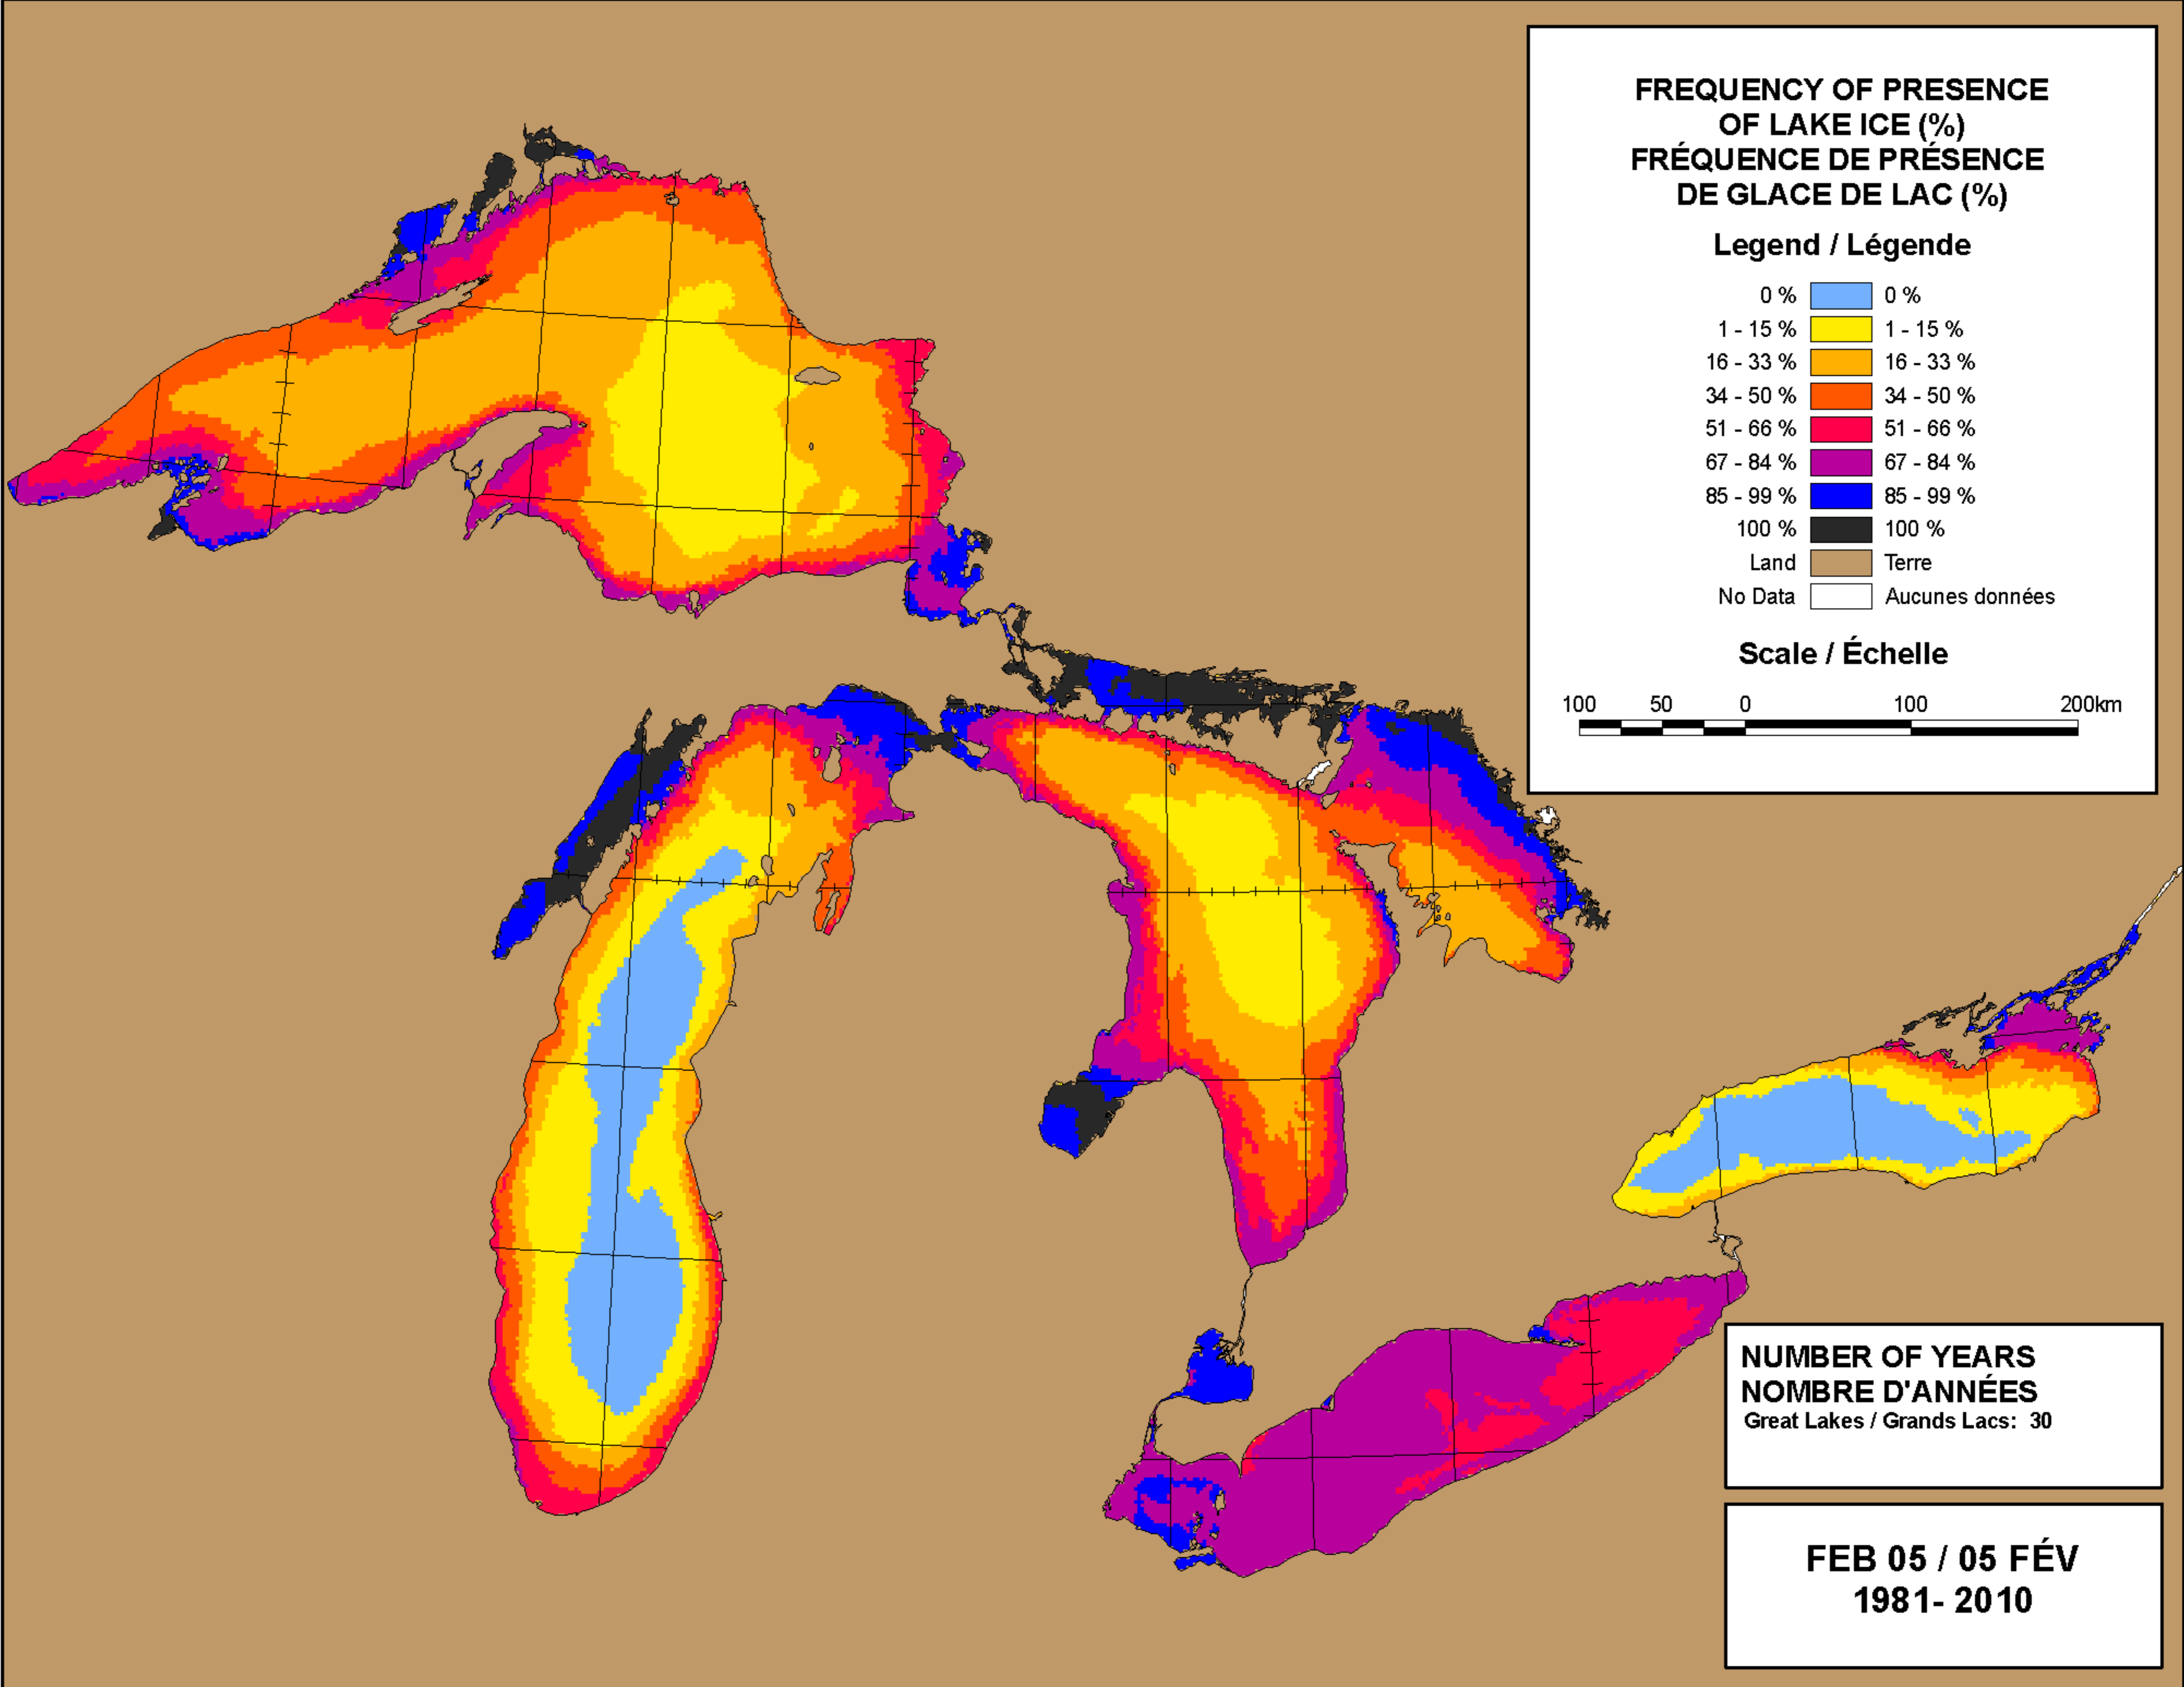 FREQUENCY OF PRESENCE
OF LAKE ICE (%)
FRÉQUENCE DE PRÉSENCE
DE GLACE DE LAC (%)
Legend / Légende
0 % 0 %
1 - 15 % 1 - 15 %
16 - 33 % 16 - 33 %
34 - 50 % 34 - 50 %
51 - 66 % 51 - 66 %
67 - 84 % 67 - 84 %
85 - 99 % 85 - 99 %
100 % 100 %
Land Terre
No Data Aucunes données
Scale / Échelle
100 50 0 100 200km
NUMBER OF YEARS
NOMBRE D'ANNÉES
Great Lakes / Grands Lacs: 30
FEB 05 / 05 FÉV
1981- 2010